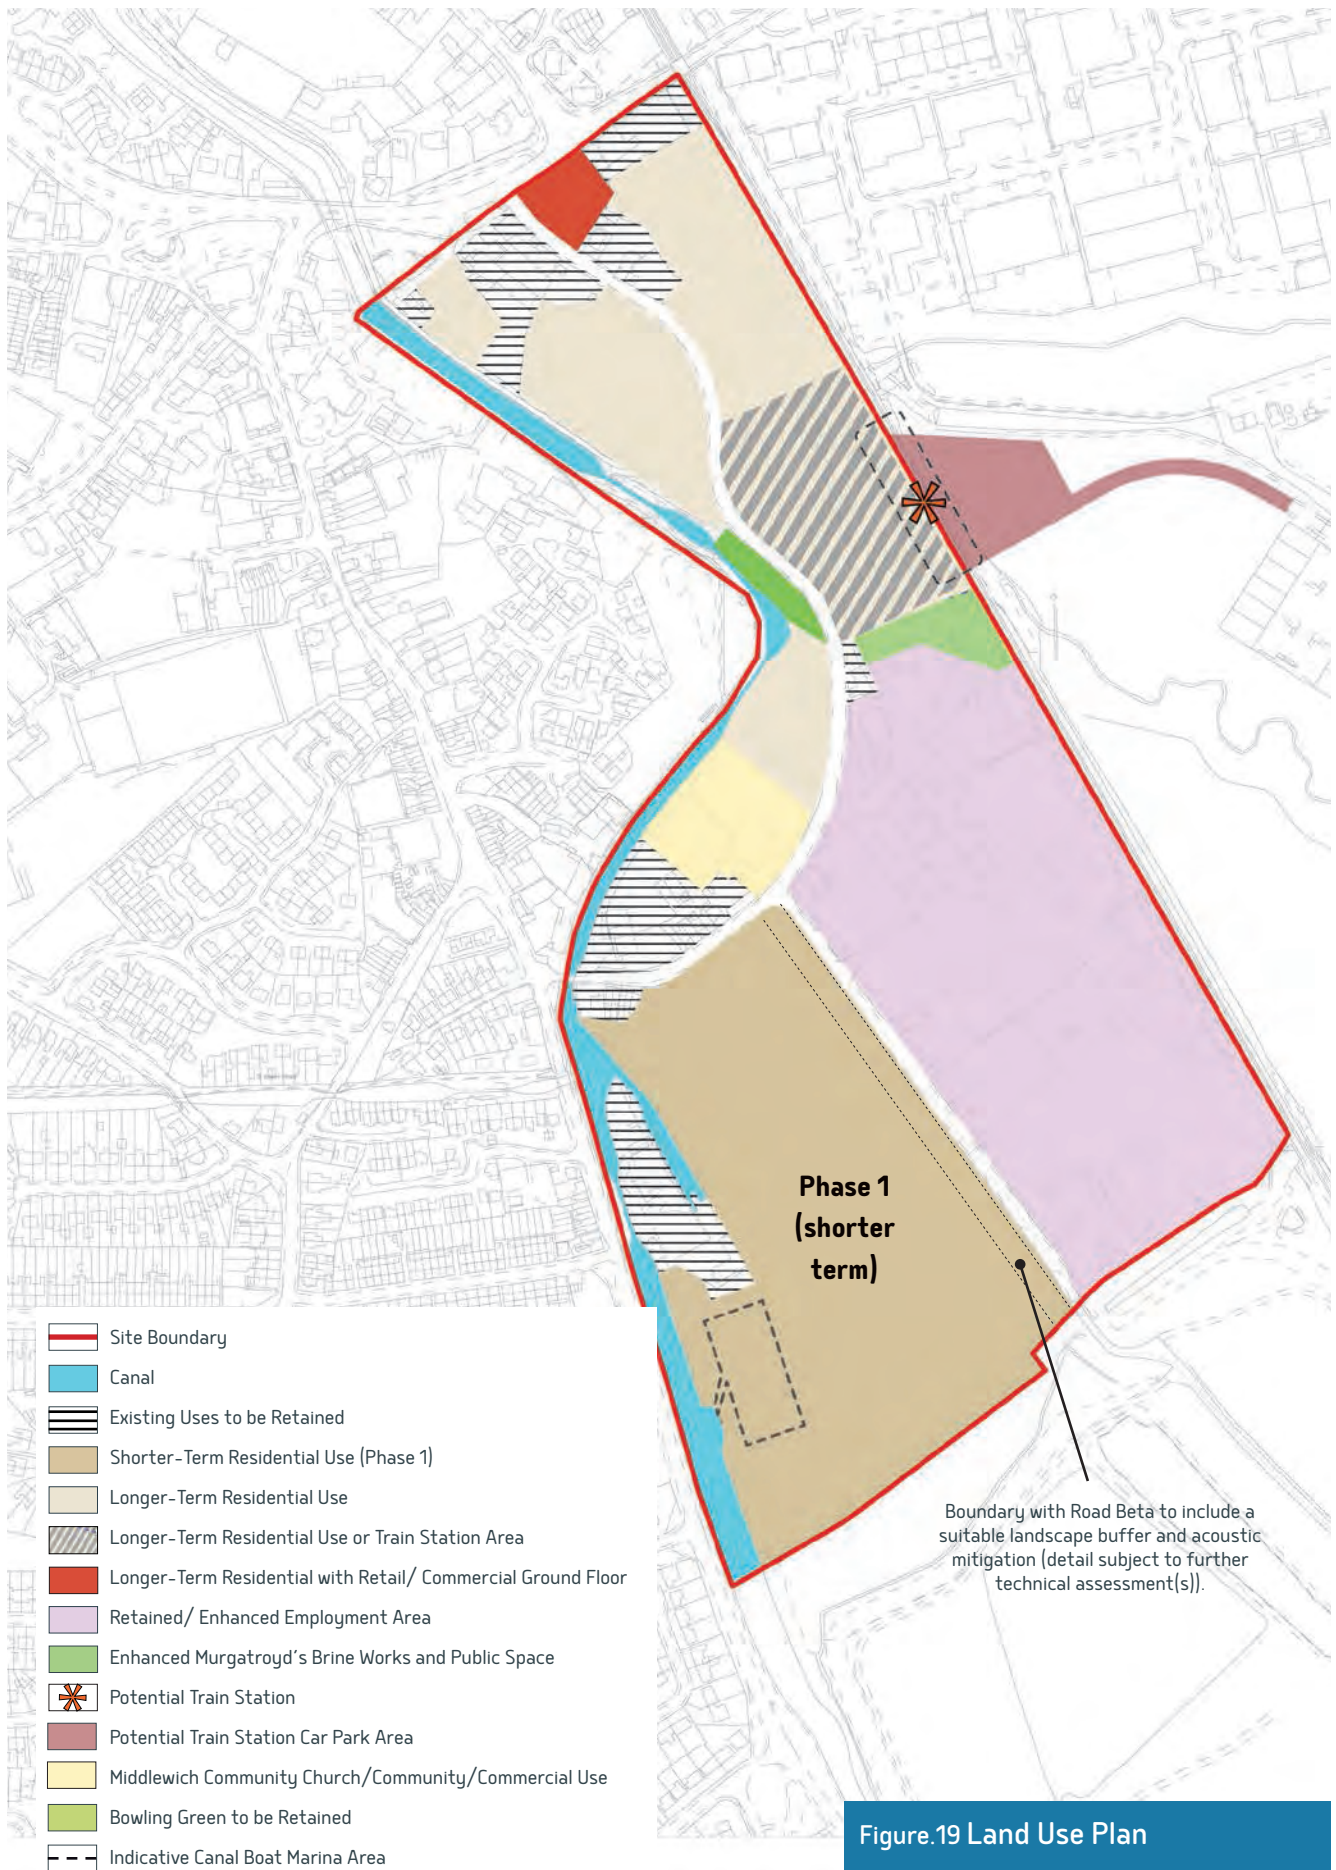 Phase 1
(shorter
term)
Boundary with Road Beta to include a
suitable landscape buffer and acoustic
mitigation (detail subject to further
technical assessment(s)).
Site Boundary
Canal
Existing Uses to be Retained
Shorter-Term Residential Use (Phase 1)
Longer-Term Residential Use
Longer-Term Residential Use or Train Station Area
Longer-Term Residential with Retail/ Commercial Ground Floor
Retained/ Enhanced Employment Area
Enhanced Murgatroyd's Brine Works and Public Space
Potential Train Station
Potential Train Station Car Park Area
Middlewich Community Church/Community/Commercial Use
Bowling Green to be Retained
Indicative Canal Boat Marina Area
Figure.19 Land Use Plan